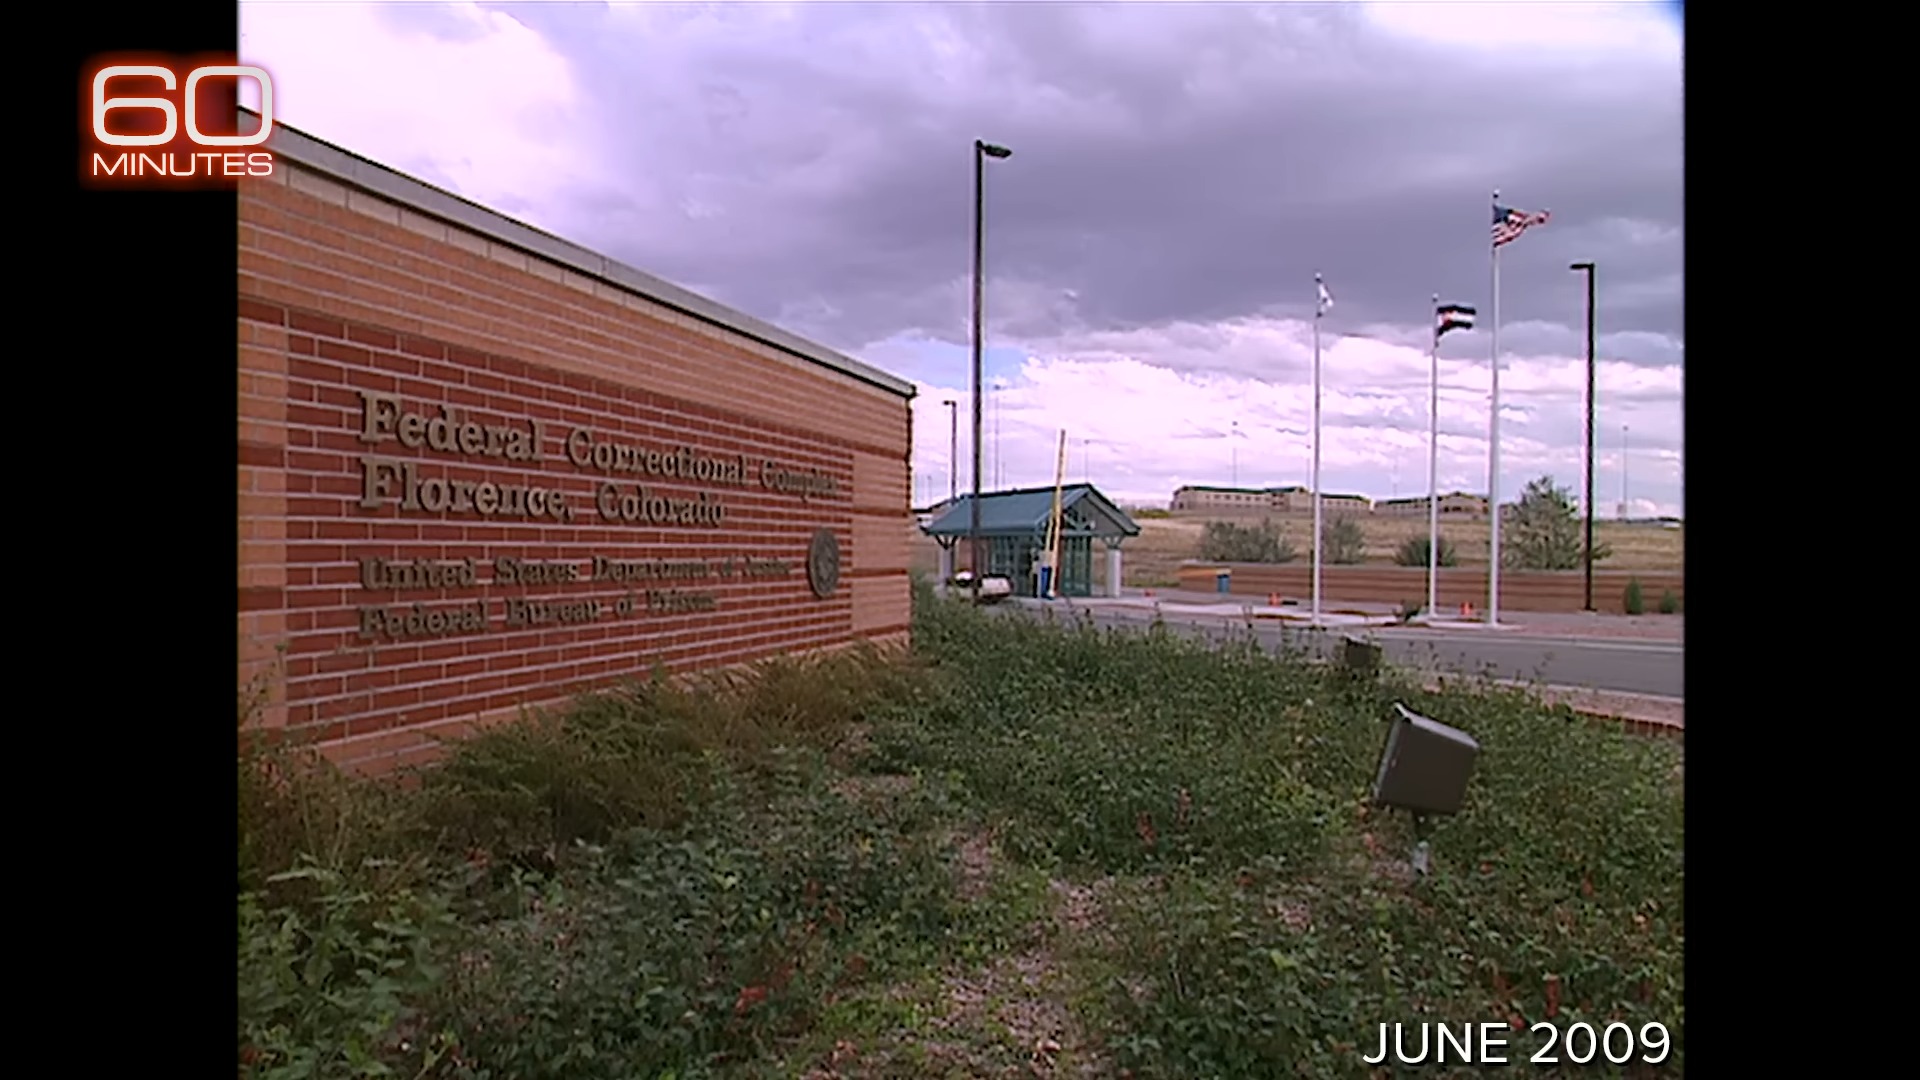 60
MINUTES
Federal Correctional Complex
Florence, Colorado
United States Department of Justice
Federal Bureau of Prisons
JUNE 2009